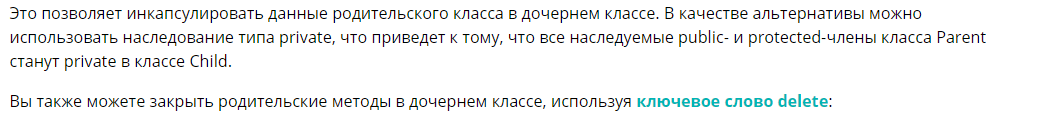 Это позволяет инкапсулировать данные родительского класса в дочернем классе. В качестве альтернативы можно
использовать наследование типа private, что приведет к тому, что все наследуемые public- и protected-члены класса Parent
станут private в классе Child.
Вы также можете закрыть родительские методы в дочернем классе, используя ключевое слово delete: